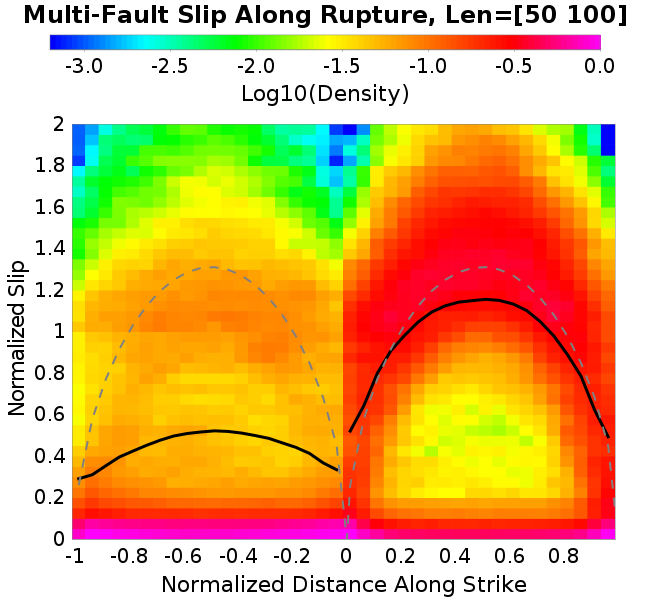 Multi-Fault Slip Along Rupture, Len=[50 100]
-3.0 -2.5 -2.0 -1.5 -1.0 -0.5 0.0
Log10(Density)
2
1.8
1.6
1.4
1.2
1
0.8
0.6
0.4
0.2
0
Normalized Slip
-1 -0.8 -0.6 -0.4 -0.2 0 0.2 0.4 0.6 0.8
Normalized Distance Along Strike